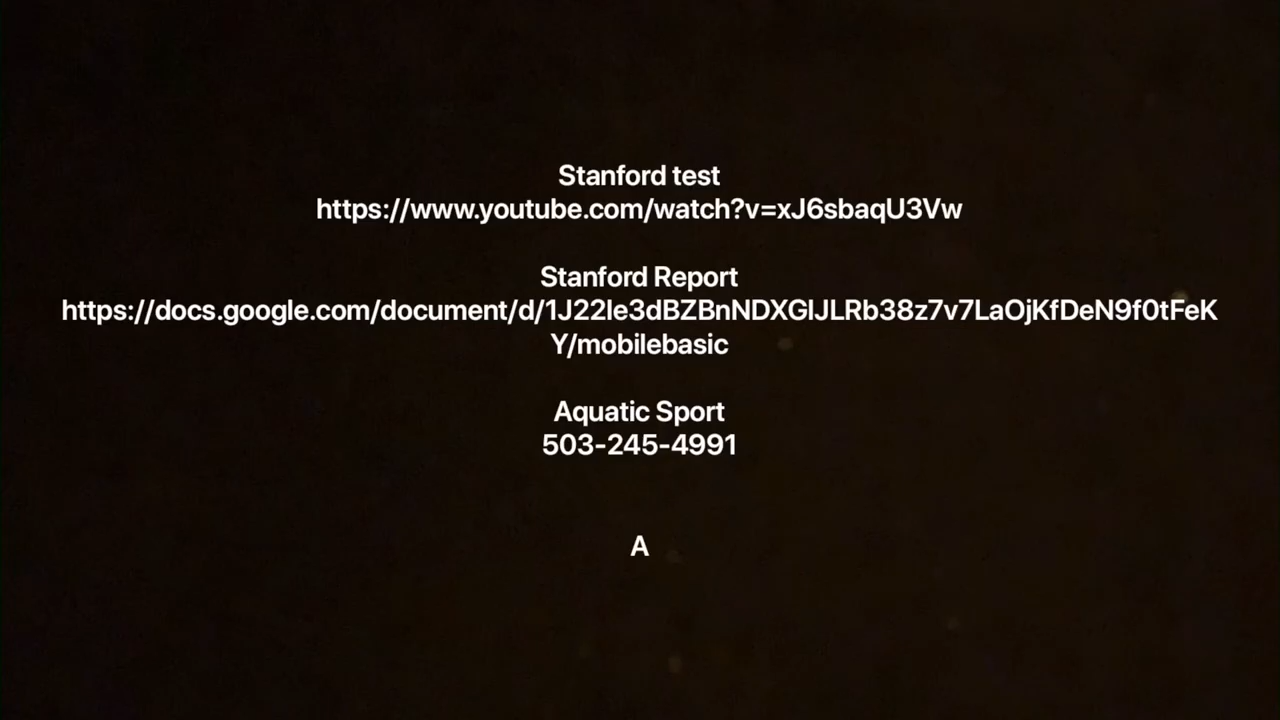 Stanford test
https://www.youtube.com/watch?v=xJ6sbaqU3Vw
Stanford Report
https://docs.google.com/document/d/1J22Ie3dBZBnNDXGIJLRb38z7v7LaOjKfDeN9f0tFeK
Y/mobilebasic
Aquatic Sport
503-245-4991
A